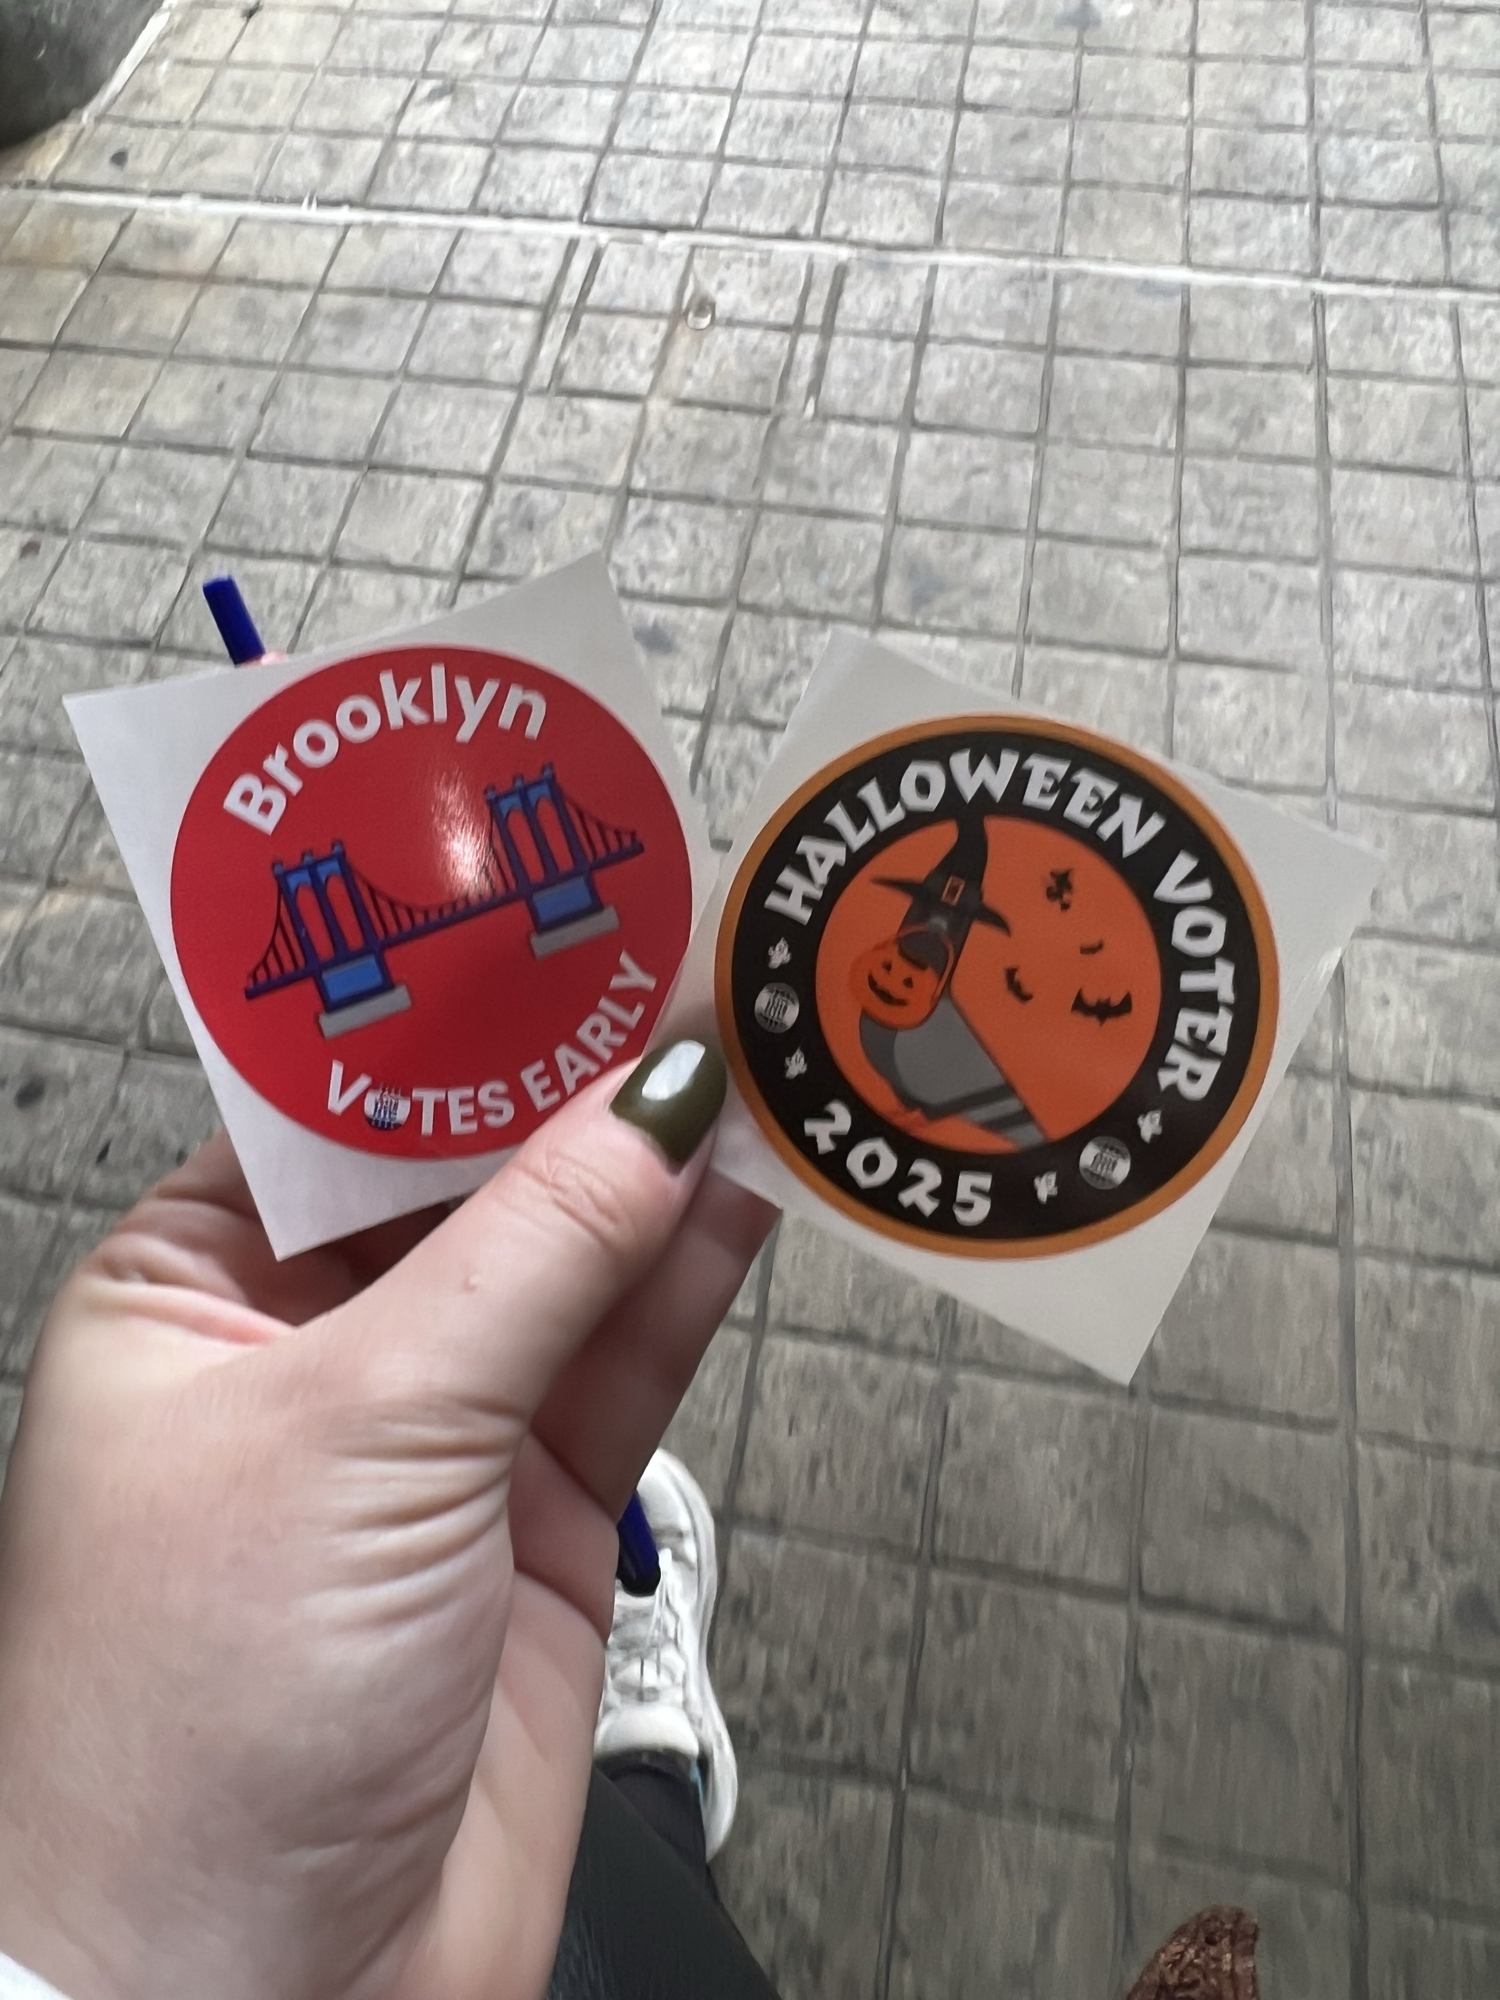 Brooklyn
VOTES EARLY
HALLOWEEN VOTER
2025